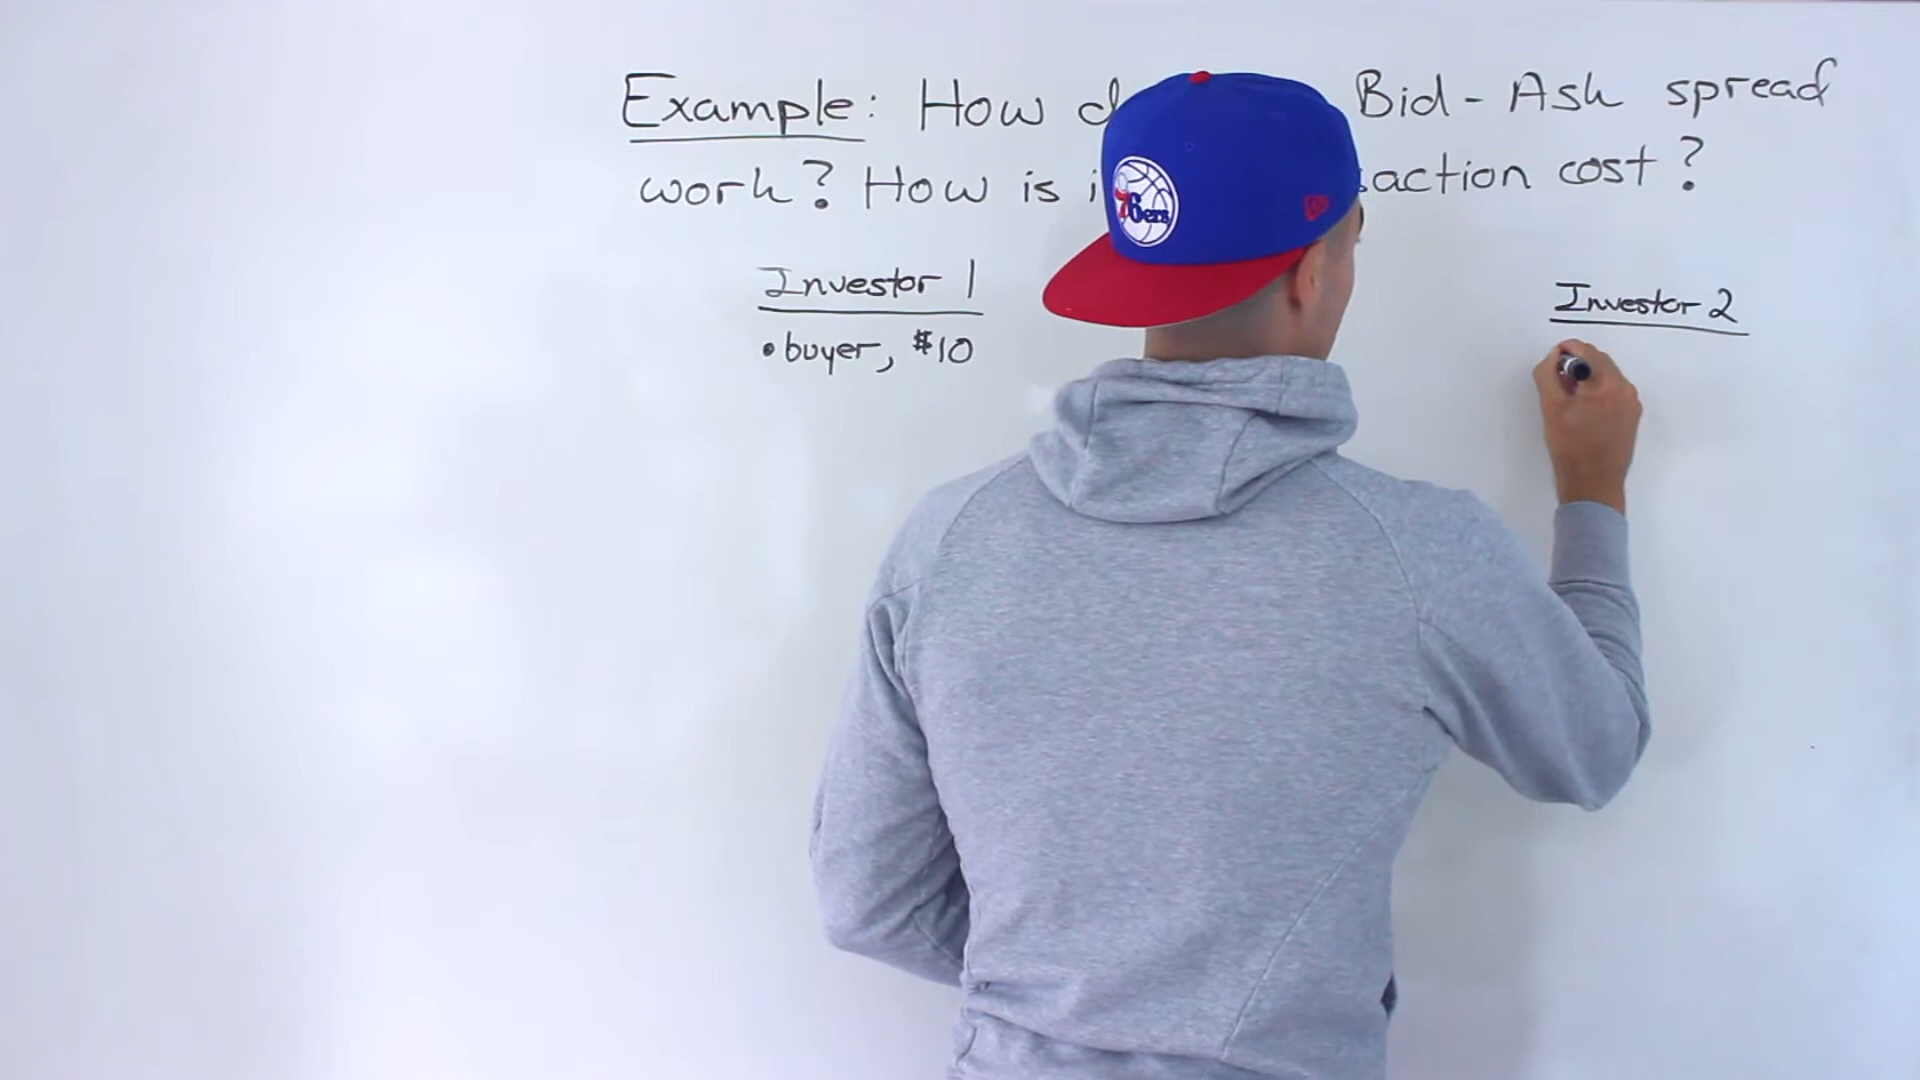 Example: How Bid-Ask spread
work? How is action cost?
Investor 1
Investor 2
• buyer, $10
76ers